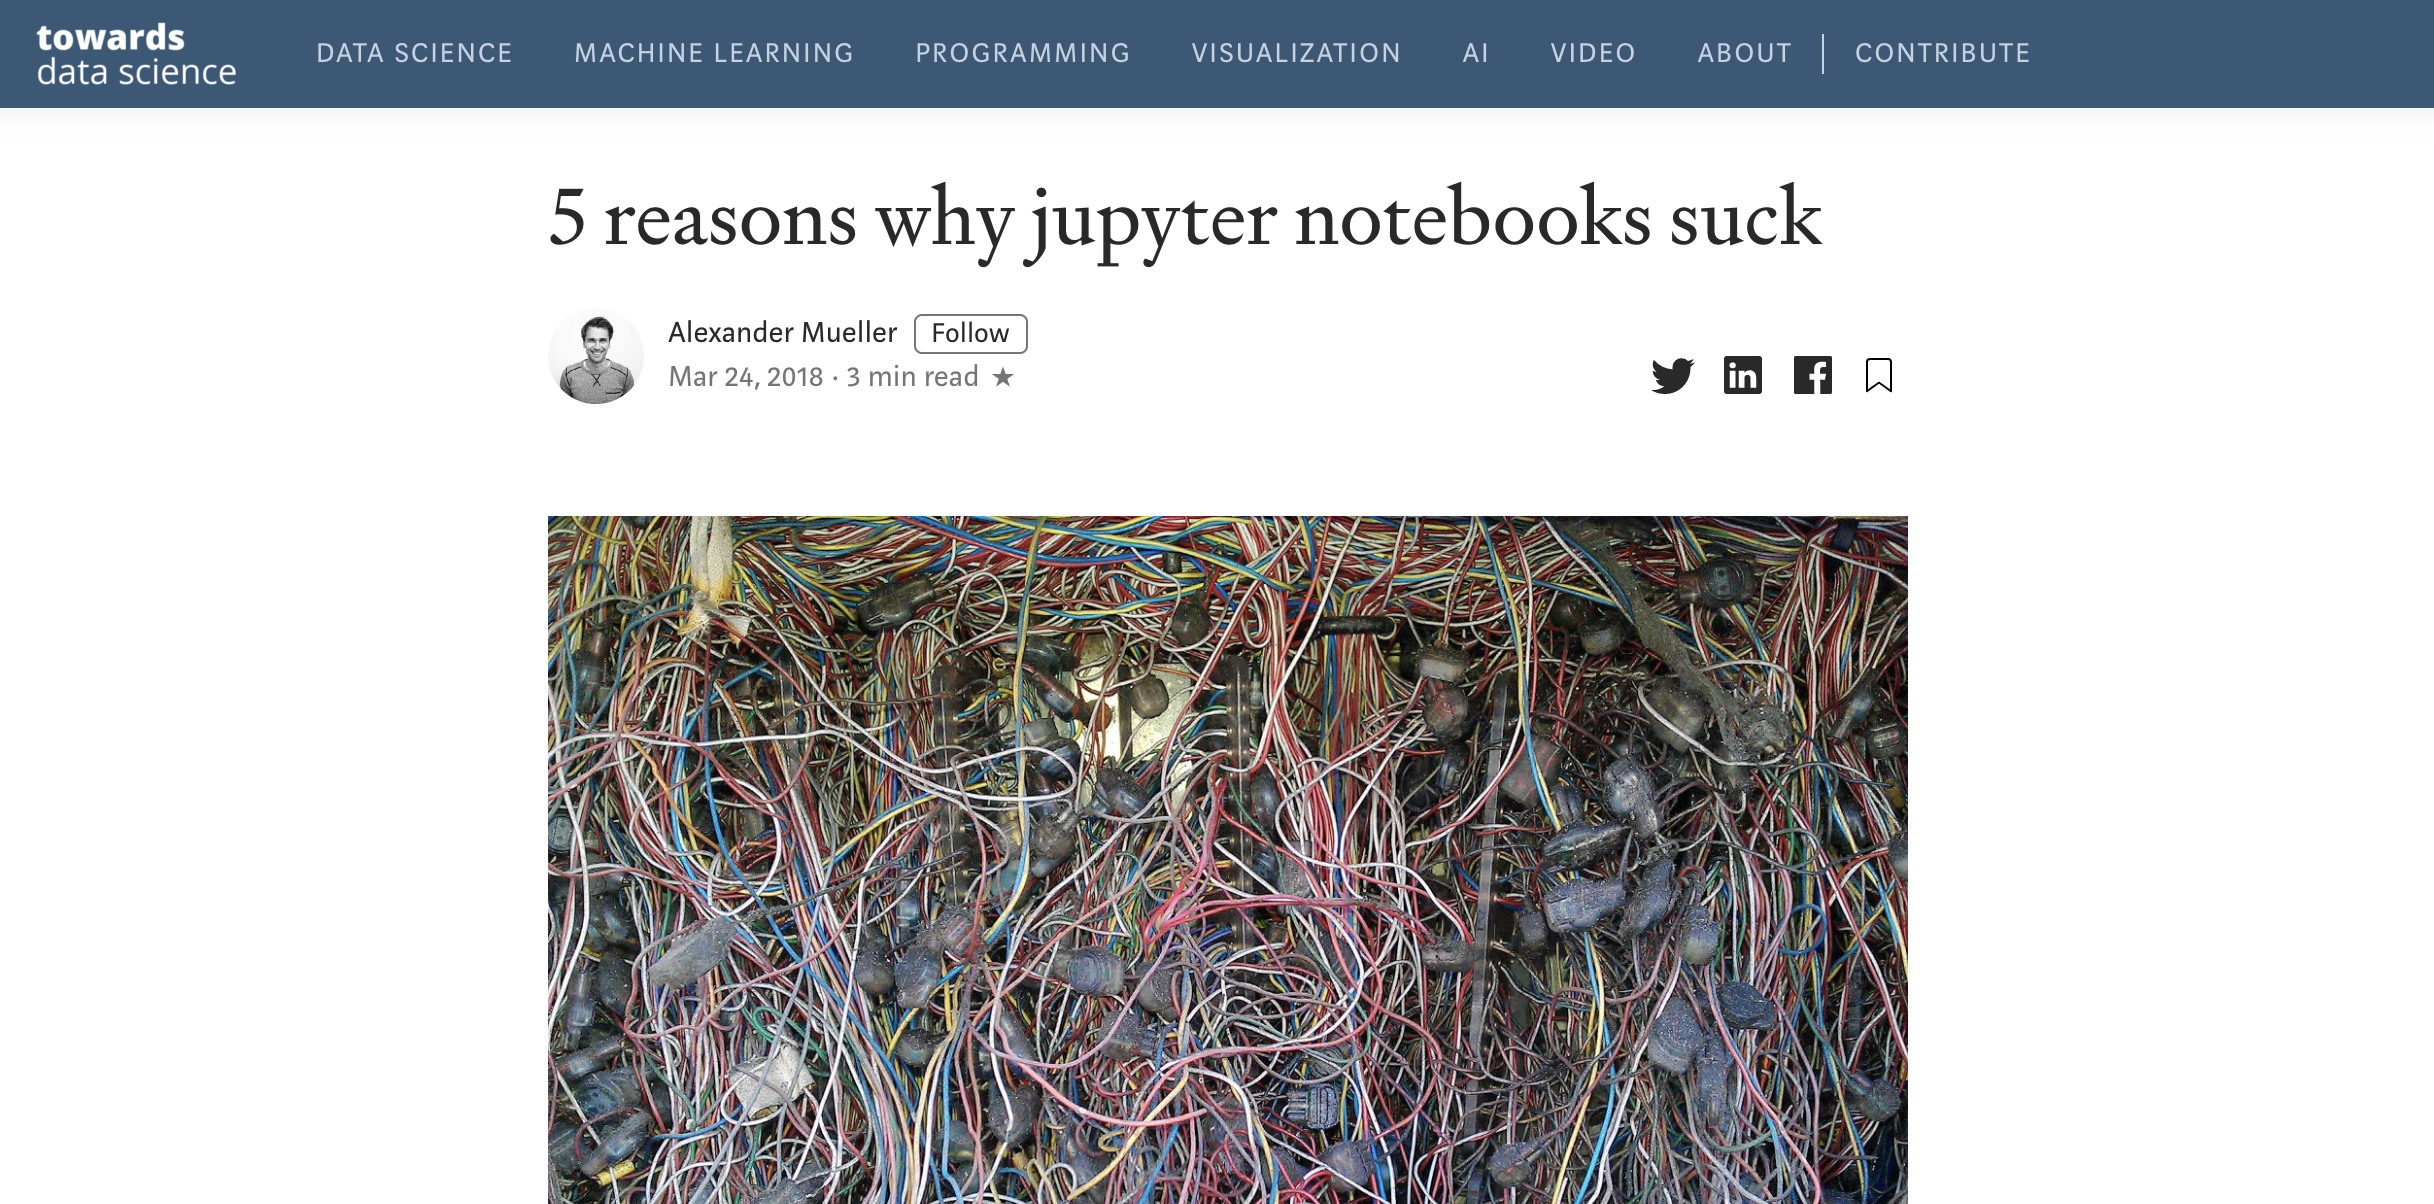 towards
data science
DATA SCIENCE MACHINE LEARNING PROGRAMMING VISUALIZATION AI VIDEO ABOUT CONTRIBUTE
5 reasons why jupyter notebooks suck
Alexander Mueller Follow
Mar 24, 2018 · 3 min read ★